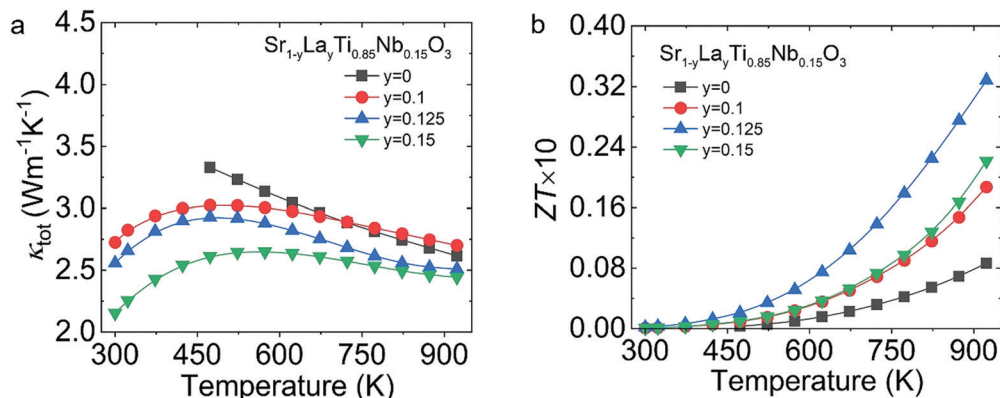 a
Sr₁₋yLayTi₀.₈₅Nb₀.₁₅O₃
y=0
y=0.1
y=0.125
y=0.15
κtot (Wm⁻¹K⁻¹)
4.5
4.0
3.5
3.0
2.5
2.0
300 450 600 750 900
Temperature (K)
b
Sr₁₋yLayTi₀.₈₅Nb₀.₁₅O₃
y=0
y=0.1
y=0.125
y=0.15
ZT×10
0.40
0.32
0.24
0.16
0.08
0.00
300 450 600 750 900
Temperature (K)